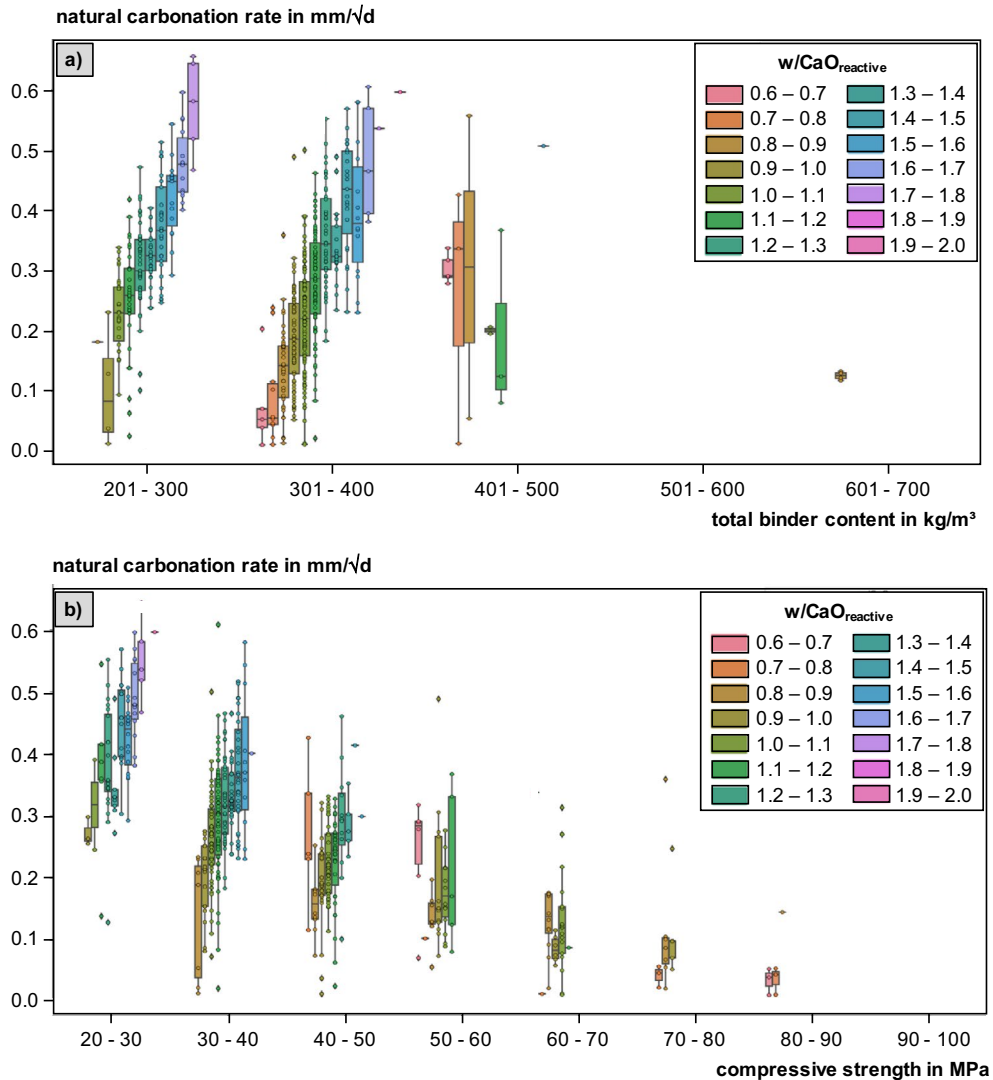 natural carbonation rate in mm/√d
a)
w/CaOreactive
0.6 – 0.7
0.7 – 0.8
0.8 – 0.9
0.9 – 1.0
1.0 – 1.1
1.1 – 1.2
1.2 – 1.3
1.3 – 1.4
1.4 – 1.5
1.5 – 1.6
1.6 – 1.7
1.7 – 1.8
1.8 – 1.9
1.9 – 2.0
0.6
0.5
0.4
0.3
0.2
0.1
0.0
201 - 300
301 - 400
401 - 500
501 - 600
601 - 700
total binder content in kg/m³
natural carbonation rate in mm/√d
b)
w/CaOreactive
0.6 – 0.7
0.7 – 0.8
0.8 – 0.9
0.9 – 1.0
1.0 – 1.1
1.1 – 1.2
1.2 – 1.3
1.3 – 1.4
1.4 – 1.5
1.5 – 1.6
1.6 – 1.7
1.7 – 1.8
1.8 – 1.9
1.9 – 2.0
0.6
0.5
0.4
0.3
0.2
0.1
0.0
20 - 30
30 - 40
40 - 50
50 - 60
60 - 70
70 - 80
80 - 90
90 - 100
compressive strength in MPa